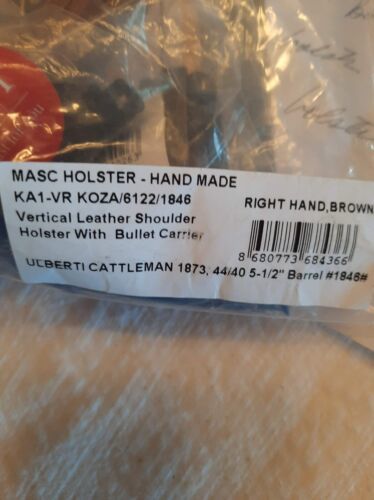 MASC HOLSTER - HAND MADE
KA1-VR KOZA/6122/1846
RIGHT HAND,BROWN
Vertical Leather Shoulder
Holster With Bullet Carrier
8 680773 684366
UBERTI CATTLEMAN 1873, 44/40 5-1/2" Barrel #1846#